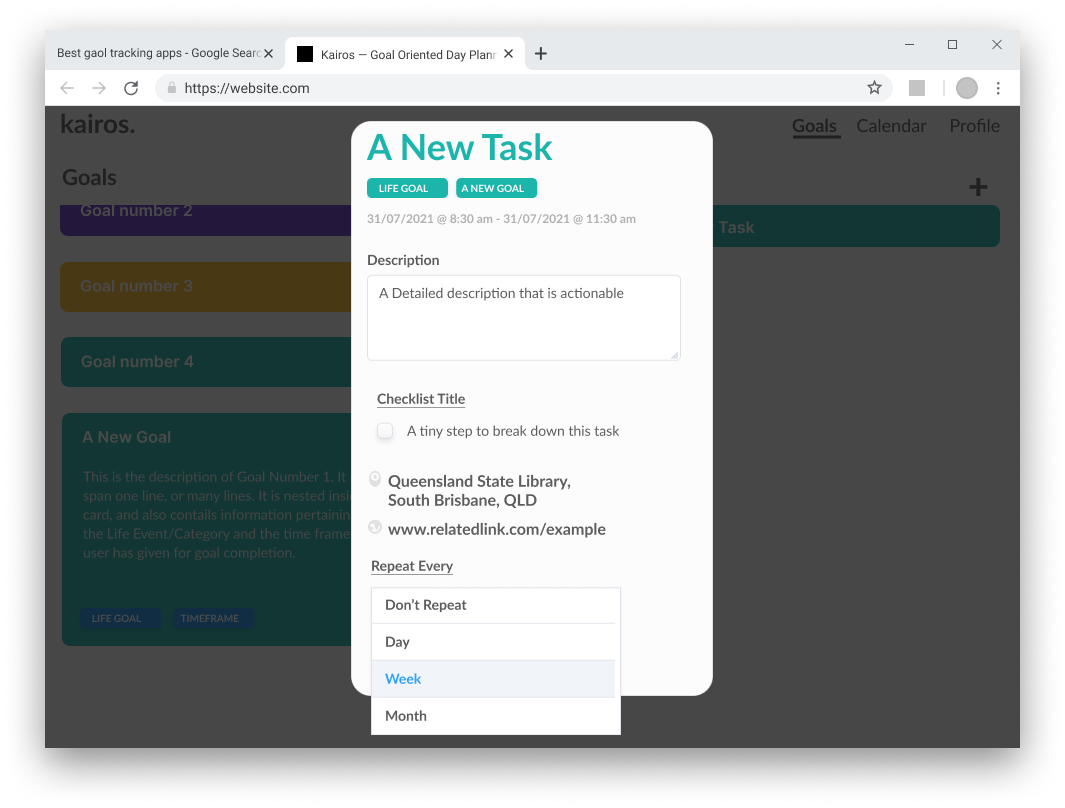 Best gaol tracking apps - Google Searc
Kairos — Goal Oriented Day Plann
https://website.com
kairos.
Goals
Calendar
Profile
Goals
Goal number 2
Goal number 3
Goal number 4
A New Goal
This is the description of Goal Number 1. It
span one line, or many lines. It is nested insi
card, and also contails information pertainin
the Life Event/Category and the time frame
user has given for goal completion.
LIFE GOAL
TIMEFRAME
A New Task
LIFE GOAL
A NEW GOAL
31/07/2021 @ 8:30 am - 31/07/2021 @ 11:30 am
Description
A Detailed description that is actionable
Checklist Title
A tiny step to break down this task
Queensland State Library,
South Brisbane, QLD
www.relatedlink.com/example
Repeat Every
Don't Repeat
Day
Week
Month
Task